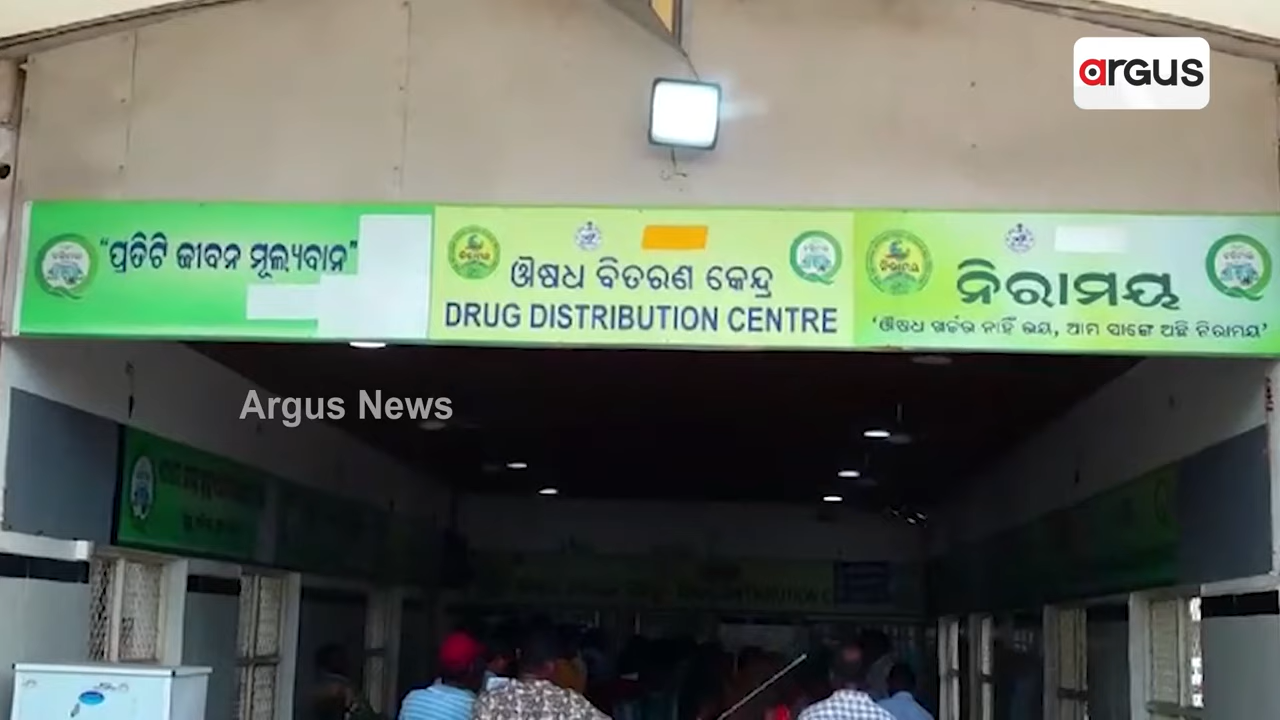 argus
“ପ୍ରତିଟି ଜୀବନ ମୂଲ୍ୟବାନ”
ଔଷଧ ବିତରଣ କେନ୍ଦ୍ର
DRUG DISTRIBUTION CENTRE
ନିରାମୟ
‘ଔଷଧ ଖର୍ଚ୍ଚର ନାହିଁ ଭୟ, ଆମ ସାଙ୍ଗେ ଅଛି ନିରାମୟ’
Argus News